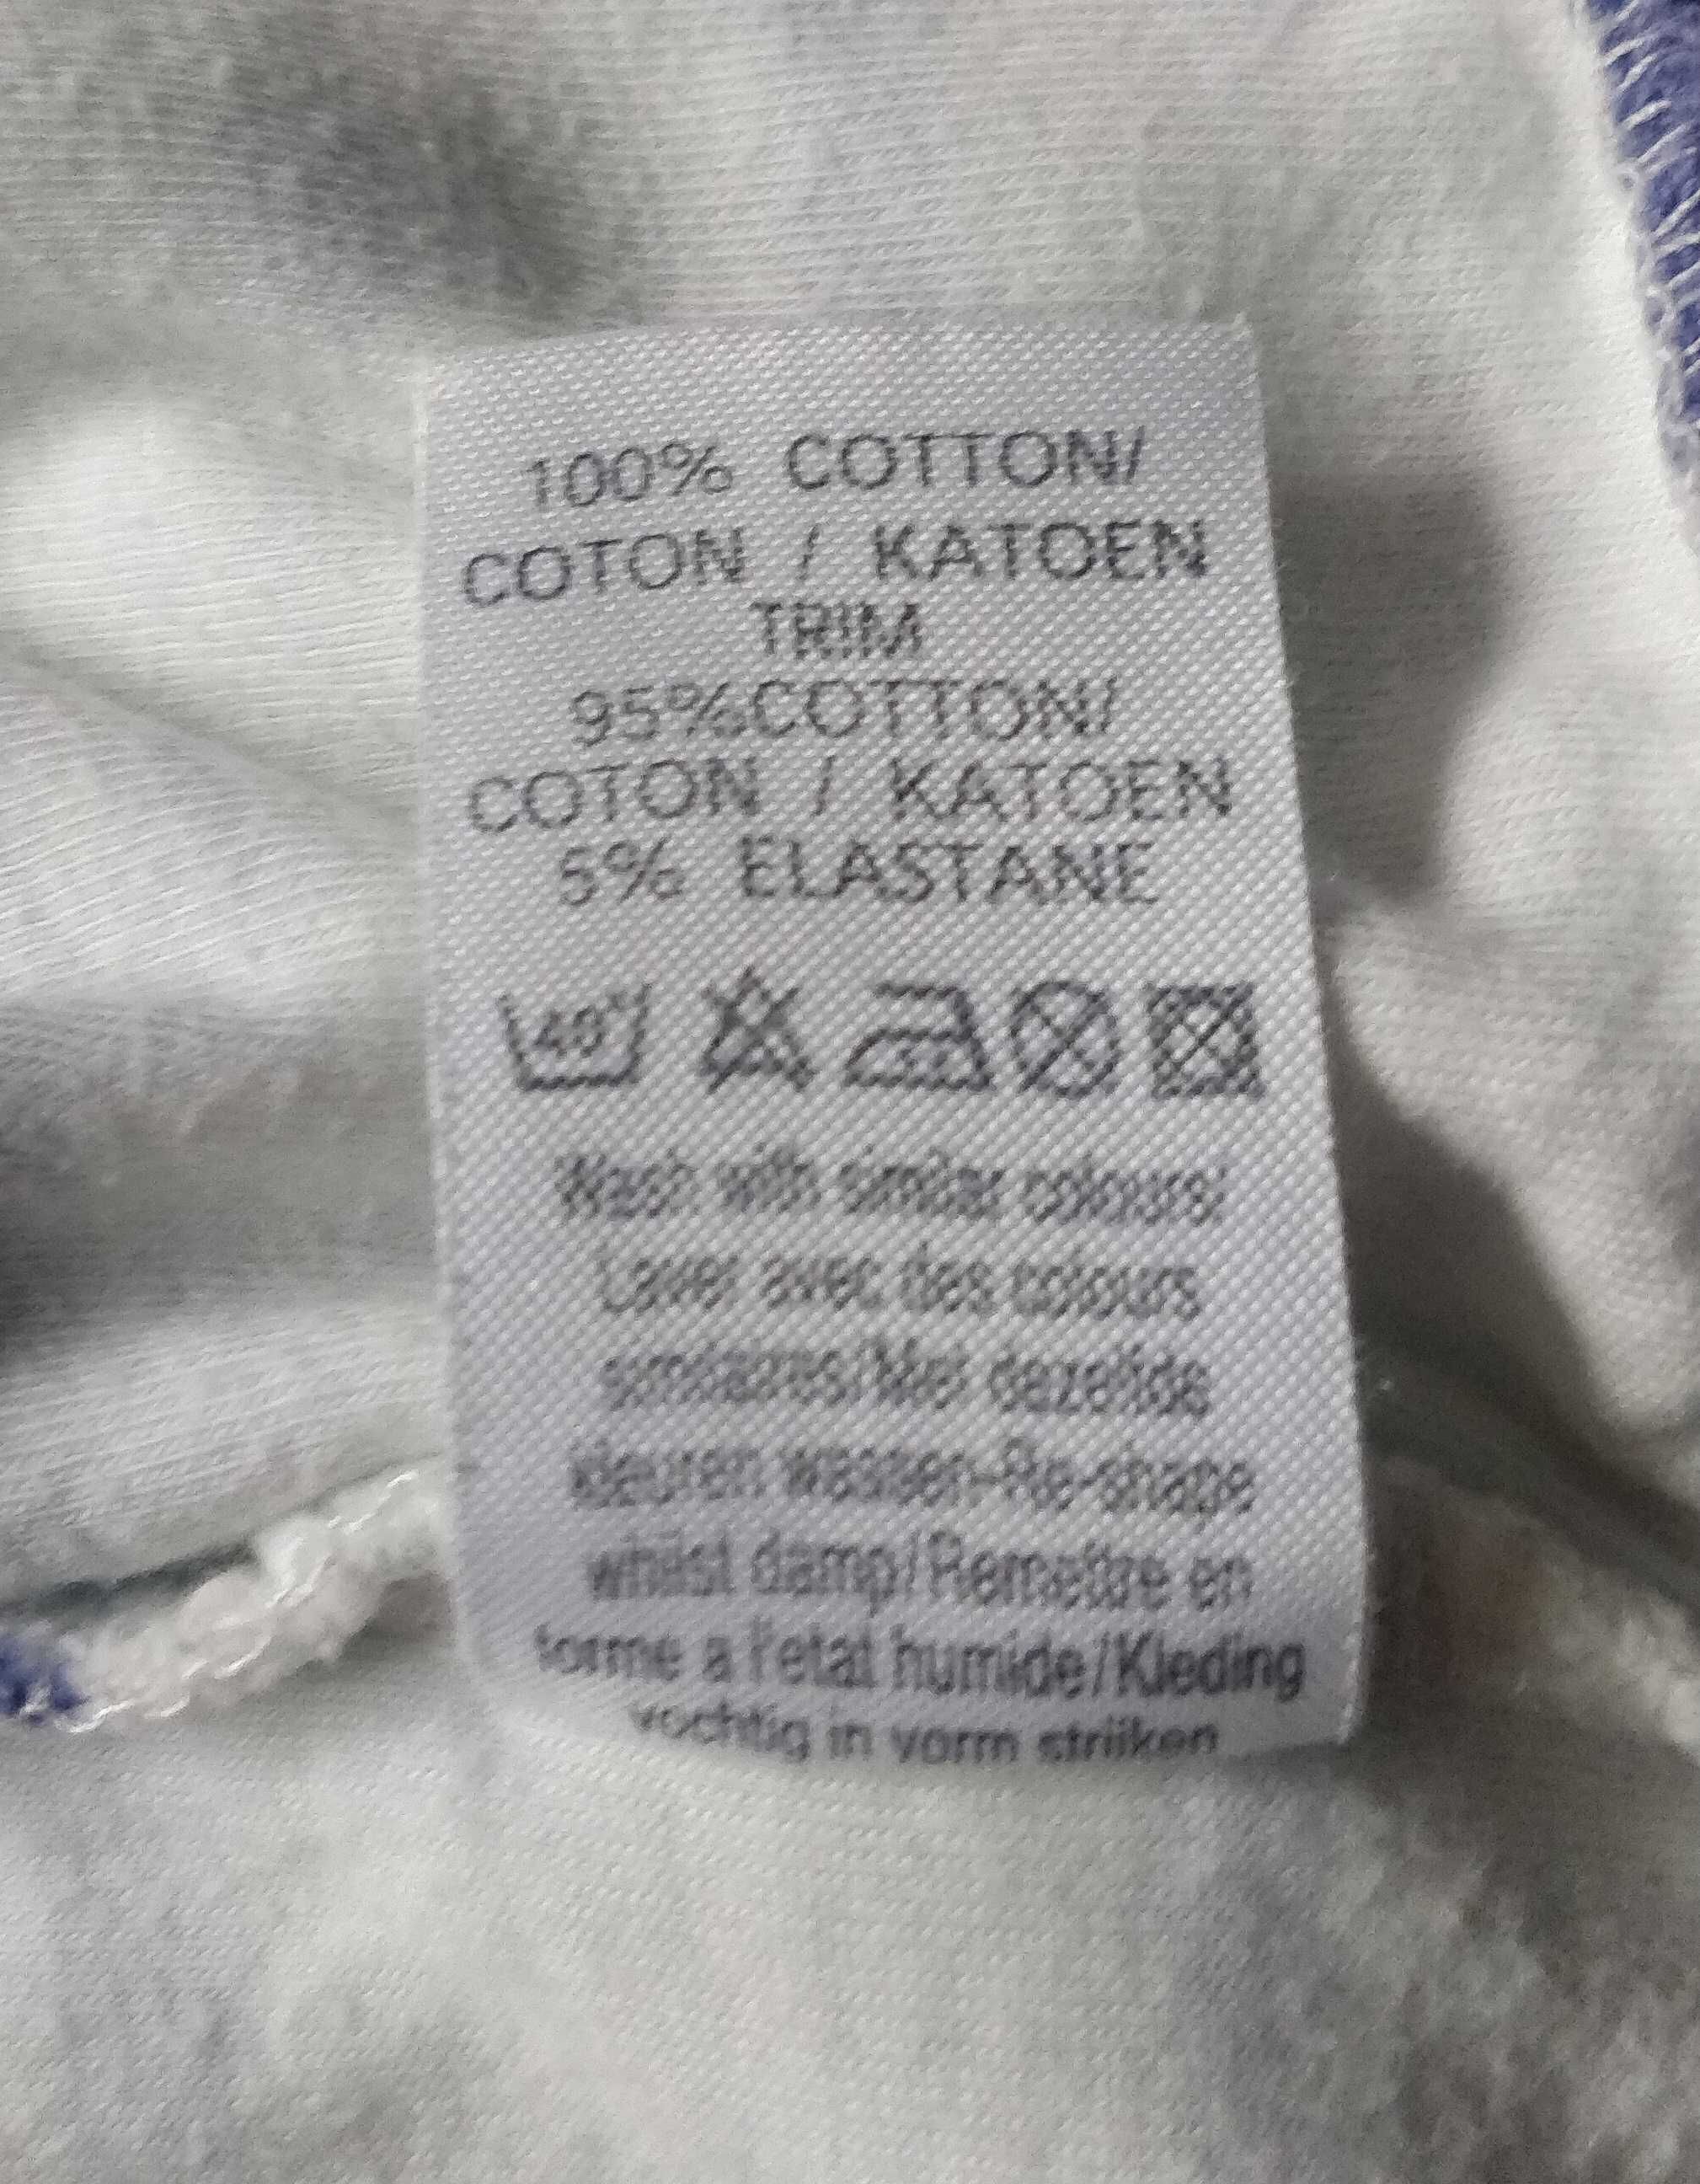 100% COTTON/
COTON / KATOEN
TRIM
95%COTTON/
COTON / KATOEN
5% ELASTANE
40°
Wash with similar colours/
Laver avec des colours
similaires/Met dezelfde
kleuren wassen-Re-shape
whilst damp/Remettre en
forme a l'etat humide/Kleding
vochtig in vorm strijken